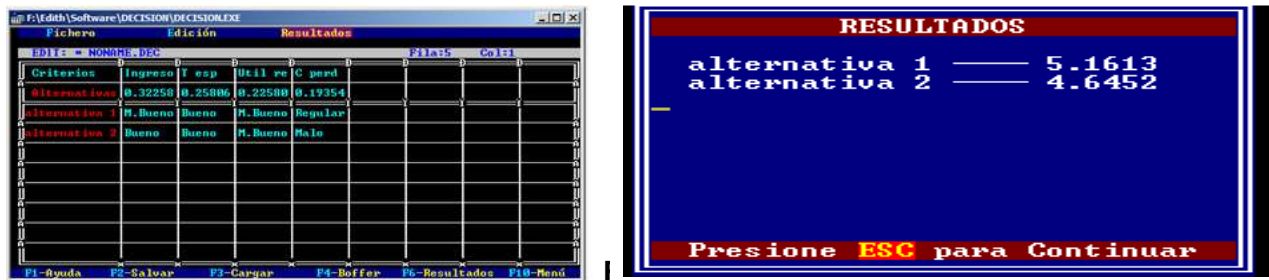 F:\Edith\Software\DECISION\DECISION.EXE
Fichero Edición Resultados
EDIT: * NONAME.DEC Fila:5 Col:1
Criterios Ingreso T esp Util re C perd
Alternativas 0.32258 0.25806 0.22580 0.19354
alternativa 1 M.Bueno Bueno M.Bueno Regular
alternativa 2 Bueno Bueno M.Bueno Malo
F1-Ayuda F2-Salvar F3-Cargar F4-Boffer F6-Resultados F10-Menú
RESULTADOS
alternativa 1 ─── 5.1613
alternativa 2 ─── 4.6452
Presione ESC para Continuar